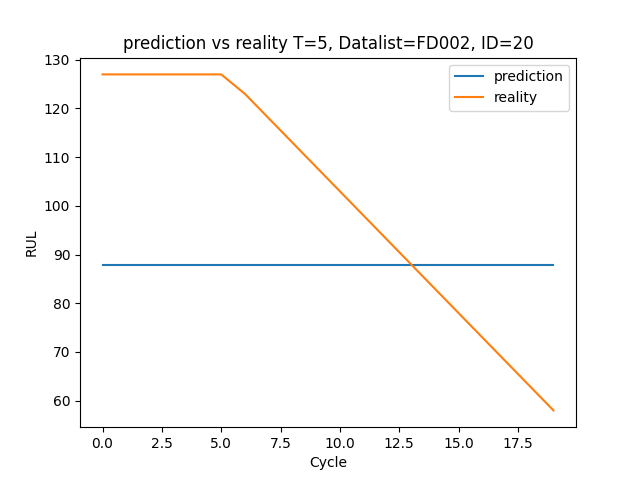 prediction vs reality T=5, Datalist=FD002, ID=20
prediction
reality
130
120
110
100
90
80
70
60
RUL
0.0 2.5 5.0 7.5 10.0 12.5 15.0 17.5
Cycle